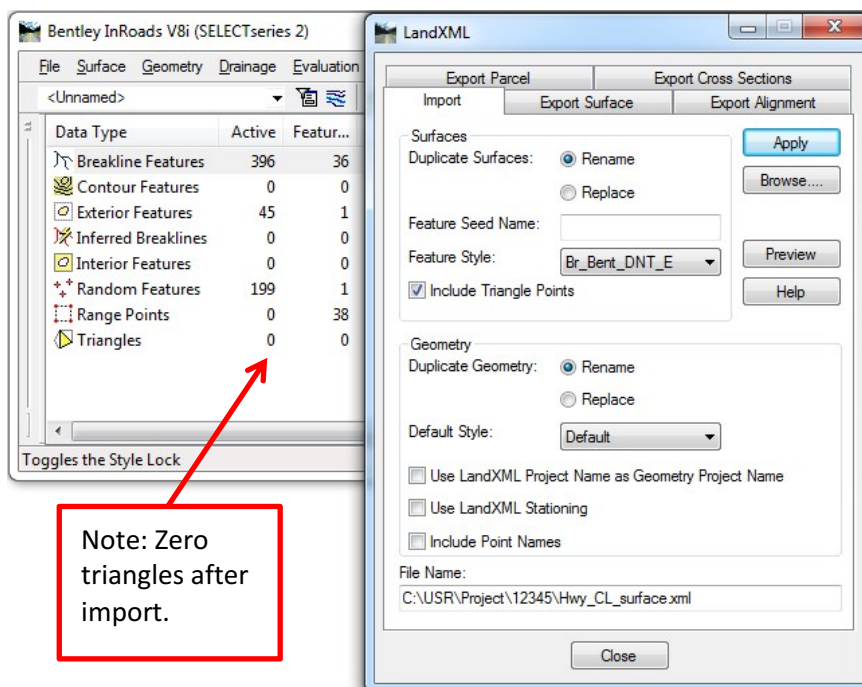 Bentley InRoads V8i (SELECTseries 2)
File Surface Geometry Drainage Evaluation
<Unnamed>
Data Type Active Featur...
Breakline Features 396 36
Contour Features 0 0
Exterior Features 45 1
Inferred Breaklines 0 0
Interior Features 0 0
Random Features 199 1
Range Points 0 38
Triangles 0 0
Toggles the Style Lock
Note: Zero
triangles after
import.
LandXML
Export Parcel Export Cross Sections
Import Export Surface Export Alignment
Surfaces
Duplicate Surfaces: Rename
Replace
Feature Seed Name:
Feature Style: Br_Bent_DNT_E
Include Triangle Points
Apply
Browse....
Preview
Help
Geometry
Duplicate Geometry: Rename
Replace
Default Style: Default
Use LandXML Project Name as Geometry Project Name
Use LandXML Stationing
Include Point Names
File Name:
C:\USR\Project\12345\Hwy_CL_surface.xml
Close